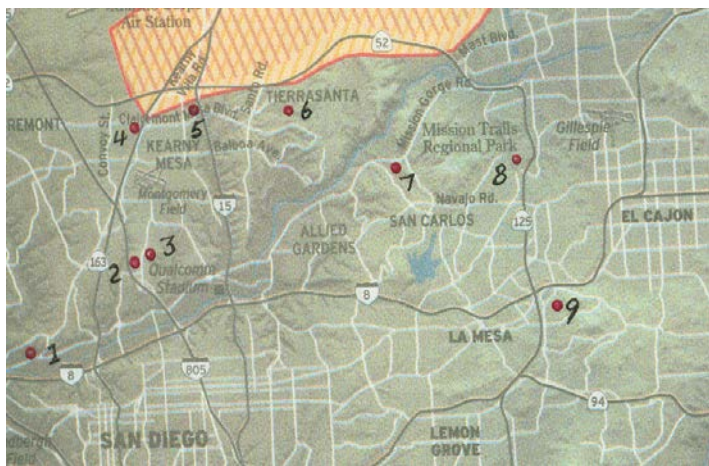 Air Station
52
Mast Blvd.
Kearny
Villa Rd.
Santo Rd.
TIERRASANTA
6
Clairemont Mesa Blvd.
5
4
Convoy St.
KEARNY
MESA
Balboa Ave.
Mission Gorge Rd.
Mission Trails
Regional Park
Gillespie
Field
7
8
Montgomery
Field
15
Navajo Rd.
SAN CARLOS
125
EL CAJON
ALLIED
GARDENS
163
2
3
Qualcomm
Stadium
8
9
LA MESA
1
8
805
94
SAN DIEGO
LEMON
GROVE
Field